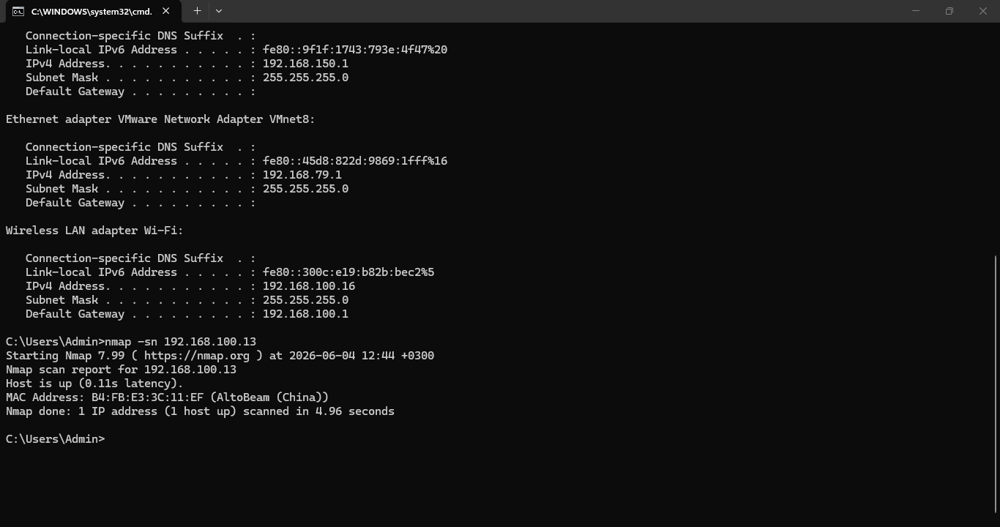 C:\WINDOWS\system32\cmd.
Connection-specific DNS Suffix  . :
Link-local IPv6 Address . . . . . : fe80::9f1f:1743:793e:4f47%20
IPv4 Address. . . . . . . . . . . : 192.168.150.1
Subnet Mask . . . . . . . . . . . : 255.255.255.0
Default Gateway . . . . . . . . . :
Ethernet adapter VMware Network Adapter VMnet8:
Connection-specific DNS Suffix  . :
Link-local IPv6 Address . . . . . : fe80::45d8:822d:9869:1fff%16
IPv4 Address. . . . . . . . . . . : 192.168.79.1
Subnet Mask . . . . . . . . . . . : 255.255.255.0
Default Gateway . . . . . . . . . :
Wireless LAN adapter Wi-Fi:
Connection-specific DNS Suffix  . :
Link-local IPv6 Address . . . . . : fe80::300c:e19:b82b:bec2%5
IPv4 Address. . . . . . . . . . . : 192.168.100.16
Subnet Mask . . . . . . . . . . . : 255.255.255.0
Default Gateway . . . . . . . . . : 192.168.100.1
C:\Users\Admin>nmap -sn 192.168.100.13
Starting Nmap 7.99 ( https://nmap.org ) at 2026-06-04 12:44 +0300
Nmap scan report for 192.168.100.13
Host is up (0.11s latency).
MAC Address: B4:FB:E3:3C:11:EF (AltoBeam (China))
Nmap done: 1 IP address (1 host up) scanned in 4.96 seconds
C:\Users\Admin>